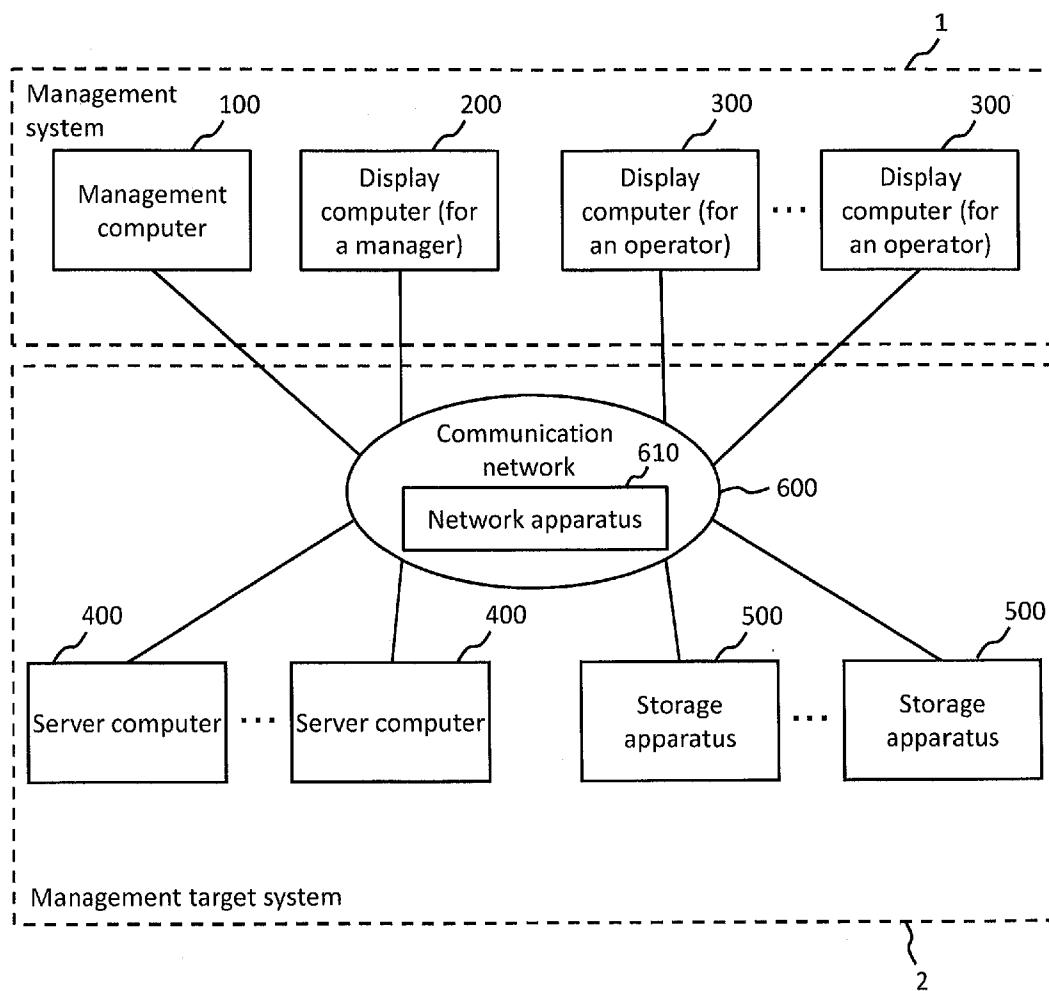 1
Management
system
100
200
300
300
Management
computer
Display
computer (for
a manager)
Display
computer (for
an operator)
...
Display
computer (for
an operator)
Communication
network
610
600
Network apparatus
400
400
500
500
Server computer
...
Server computer
Storage
apparatus
...
Storage
apparatus
Management target system
2